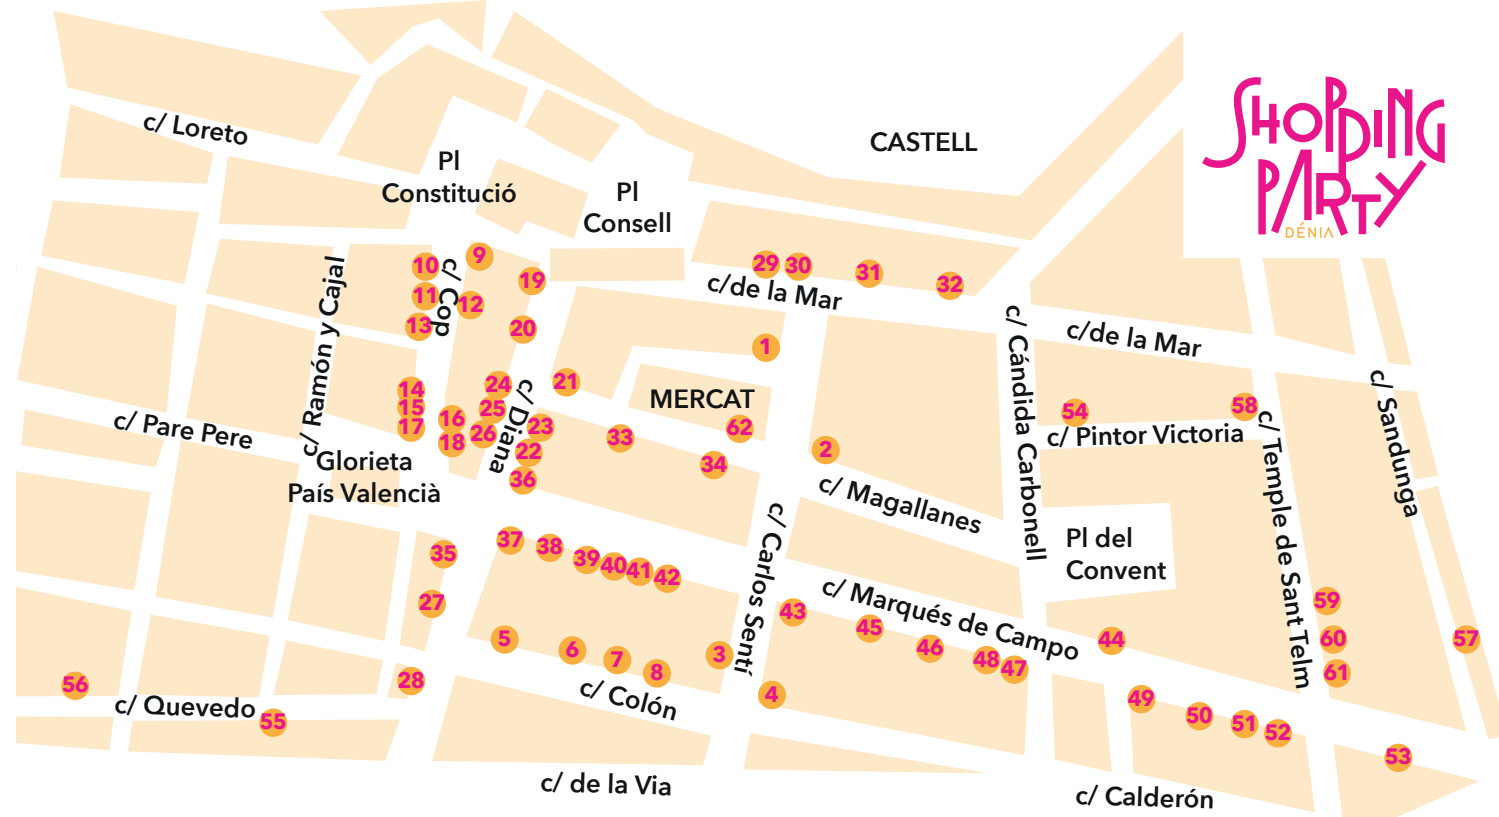 SHOPPING
PARTY
DÉNIA
CASTELL
c/ Loreto
Pl
Constitució
Pl
Consell
9
10
c/ Cop
19
11
12
13
20
29
30
31
32
c/de la Mar
c/ Ramón y Cajal
1
c/ Cándida Carbonell
c/de la Mar
14
15
17
16
18
24
25
26
c/ Diana
21
23
22
36
MERCAT
62
33
34
2
54
58
c/ Pintor Victoria
c/ Temple de Sant Telm
c/ Sandunga
c/ Pare Pere
Glorieta
País Valencià
c/ Magallanes
c/ Carlos Sentí
Pl del
Convent
35
37
38
39
40
41
42
27
c/ Marqués de Campo
43
45
46
48
47
44
59
60
61
57
5
6
7
8
3
4
28
56
c/ Quevedo
55
c/ Colón
49
50
51
52
53
c/ de la Via
c/ Calderón